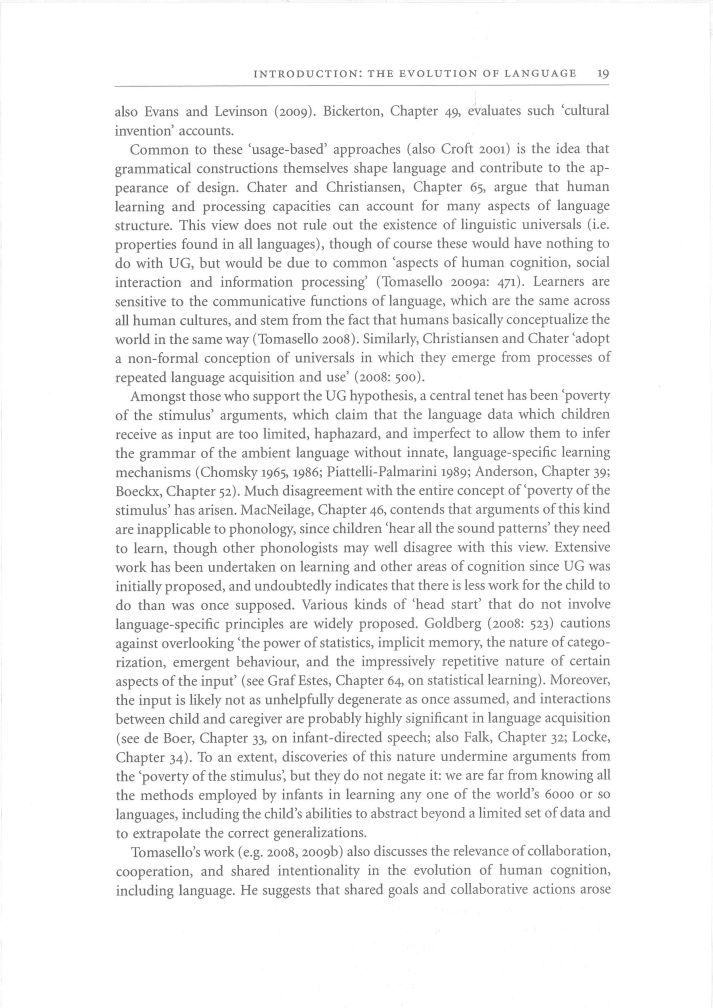 INTRODUCTION: THE EVOLUTION OF LANGUAGE 19
also Evans and Levinson (2009). Bickerton, Chapter 49, evaluates such ‘cultural
invention’ accounts.
Common to these ‘usage-based’ approaches (also Croft 2001) is the idea that
grammatical constructions themselves shape language and contribute to the ap-
pearance of design. Chater and Christiansen, Chapter 65, argue that human
learning and processing capacities can account for many aspects of language
structure. This view does not rule out the existence of linguistic universals (i.e.
properties found in all languages), though of course these would have nothing to
do with UG, but would be due to common ‘aspects of human cognition, social
interaction and information processing’ (Tomasello 2009a: 471). Learners are
sensitive to the communicative functions of language, which are the same across
all human cultures, and stem from the fact that humans basically conceptualize the
world in the same way (Tomasello 2008). Similarly, Christiansen and Chater ‘adopt
a non-formal conception of universals in which they emerge from processes of
repeated language acquisition and use’ (2008: 500).
Amongst those who support the UG hypothesis, a central tenet has been ‘poverty
of the stimulus’ arguments, which claim that the language data which children
receive as input are too limited, haphazard, and imperfect to allow them to infer
the grammar of the ambient language without innate, language-specific learning
mechanisms (Chomsky 1965, 1986; Piattelli-Palmarini 1989; Anderson, Chapter 39;
Boeckx, Chapter 52). Much disagreement with the entire concept of ‘poverty of the
stimulus’ has arisen. MacNeilage, Chapter 46, contends that arguments of this kind
are inapplicable to phonology, since children ‘hear all the sound patterns’ they need
to learn, though other phonologists may well disagree with this view. Extensive
work has been undertaken on learning and other areas of cognition since UG was
initially proposed, and undoubtedly indicates that there is less work for the child to
do than was once supposed. Various kinds of ‘head start’ that do not involve
language-specific principles are widely proposed. Goldberg (2008: 523) cautions
against overlooking ‘the power of statistics, implicit memory, the nature of catego-
rization, emergent behaviour, and the impressively repetitive nature of certain
aspects of the input’ (see Graf Estes, Chapter 64, on statistical learning). Moreover,
the input is likely not as unhelpfully degenerate as once assumed, and interactions
between child and caregiver are probably highly significant in language acquisition
(see de Boer, Chapter 33, on infant-directed speech; also Falk, Chapter 32; Locke,
Chapter 34). To an extent, discoveries of this nature undermine arguments from
the ‘poverty of the stimulus’, but they do not negate it: we are far from knowing all
the methods employed by infants in learning any one of the world’s 6000 or so
languages, including the child’s abilities to abstract beyond a limited set of data and
to extrapolate the correct generalizations.
Tomasello’s work (e.g. 2008, 2009b) also discusses the relevance of collaboration,
cooperation, and shared intentionality in the evolution of human cognition,
including language. He suggests that shared goals and collaborative actions arose